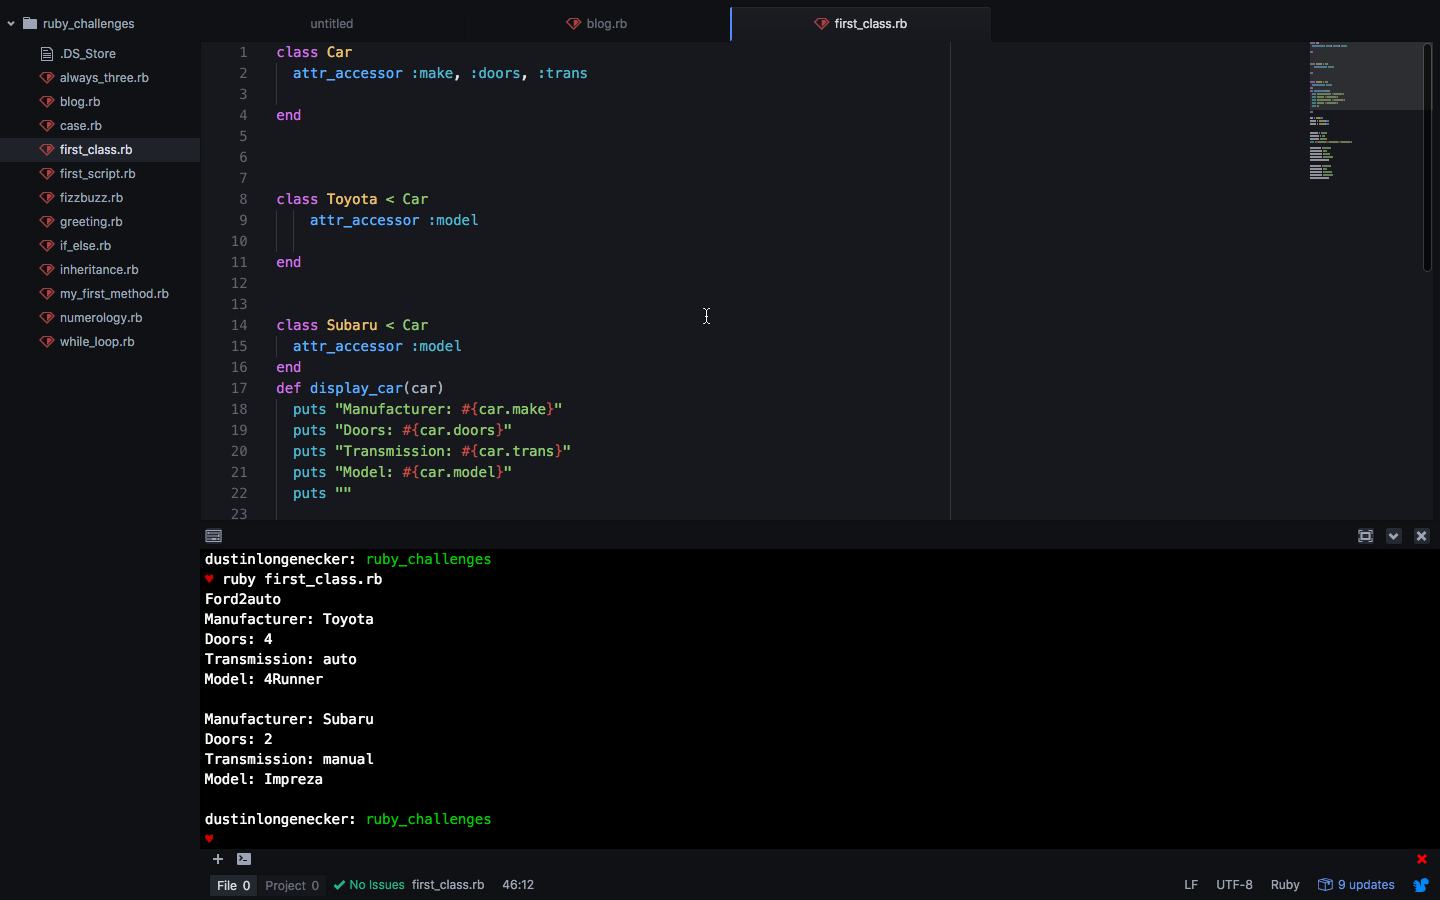 ruby_challenges
untitled
blog.rb
first_class.rb
.DS_Store
always_three.rb
blog.rb
case.rb
first_class.rb
first_script.rb
fizzbuzz.rb
greeting.rb
if_else.rb
inheritance.rb
my_first_method.rb
numerology.rb
while_loop.rb
1 class Car
2 attr_accessor :make, :doors, :trans
3
4 end
5
6
7
8 class Toyota < Car
9 attr_accessor :model
10
11 end
12
13
14 class Subaru < Car
15 attr_accessor :model
16 end
17 def display_car(car)
18 puts "Manufacturer: #{car.make}"
19 puts "Doors: #{car.doors}"
20 puts "Transmission: #{car.trans}"
21 puts "Model: #{car.model}"
22 puts ""
23
dustinlongenecker: ruby_challenges
♥ ruby first_class.rb
Ford2auto
Manufacturer: Toyota
Doors: 4
Transmission: auto
Model: 4Runner
Manufacturer: Subaru
Doors: 2
Transmission: manual
Model: Impreza
dustinlongenecker: ruby_challenges
♥
File 0 Project 0 No Issues first_class.rb 46:12 LF UTF-8 Ruby 9 updates